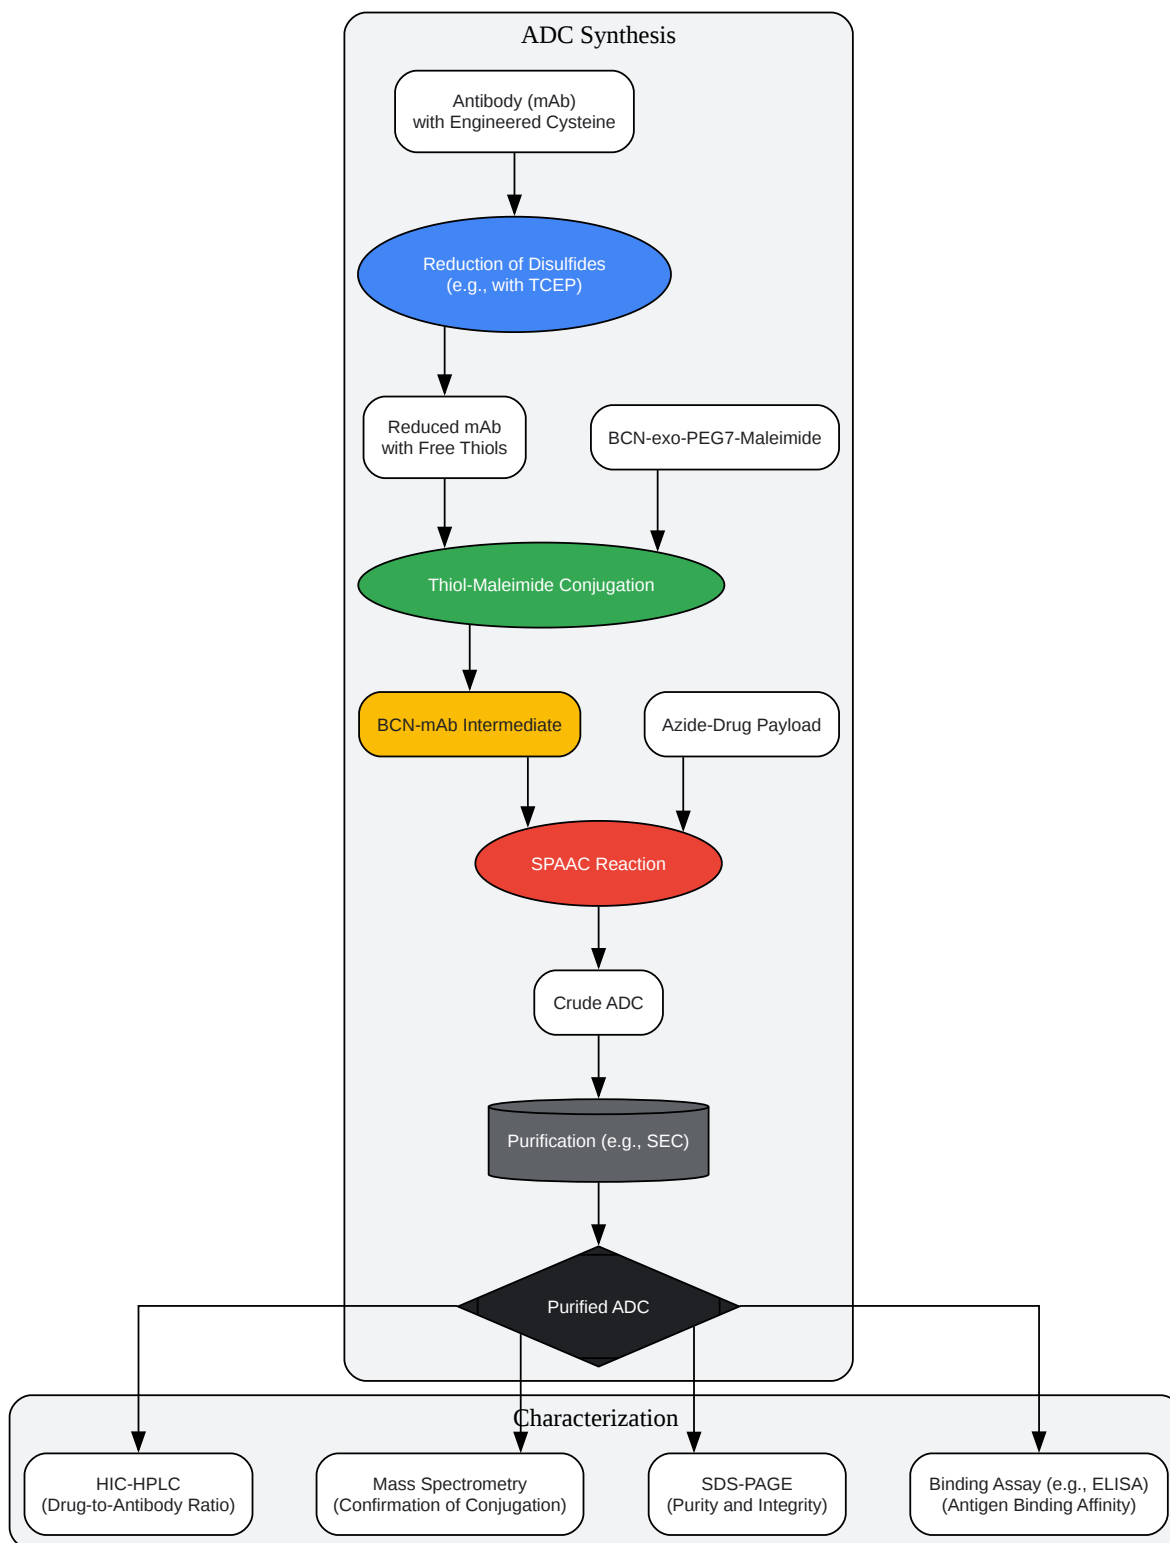 ADC Synthesis
Antibody (mAb)
with Engineered Cysteine
Reduction of Disulfides
(e.g., with TCEP)
Reduced mAb
with Free Thiols
BCN-exo-PEG7-Maleimide
Thiol-Maleimide Conjugation
BCN-mAb Intermediate
Azide-Drug Payload
SPAAC Reaction
Crude ADC
Purification (e.g., SEC)
Purified ADC
Characterization
HIC-HPLC
(Drug-to-Antibody Ratio)
Mass Spectrometry
(Confirmation of Conjugation)
SDS-PAGE
(Purity and Integrity)
Binding Assay (e.g., ELISA)
(Antigen Binding Affinity)